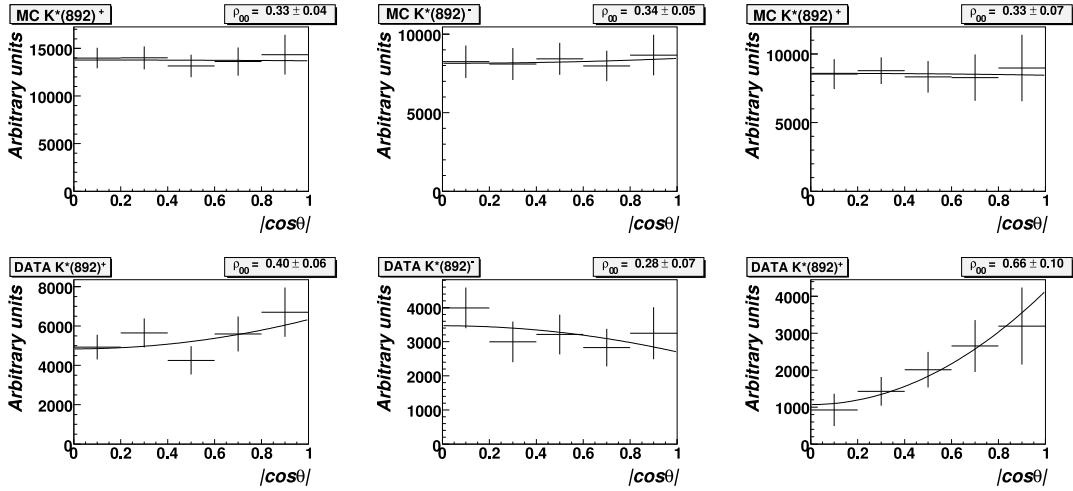 MC K*(892)⁺
ρ₀₀ = 0.33 ± 0.04
Arbitrary units
15000
10000
5000
0
0 0.2 0.4 0.6 0.8 1
|cosθ|
MC K*(892)⁻
ρ₀₀ = 0.34 ± 0.05
Arbitrary units
10000
8000
6000
4000
2000
0
0 0.2 0.4 0.6 0.8 1
|cosθ|
MC K*(892)⁺
ρ₀₀ = 0.33 ± 0.07
Arbitrary units
10000
5000
0
0 0.2 0.4 0.6 0.8 1
|cosθ|
DATA K*(892)⁺
ρ₀₀ = 0.40 ± 0.06
Arbitrary units
8000
6000
4000
2000
0
0 0.2 0.4 0.6 0.8 1
|cosθ|
DATA K*(892)⁻
ρ₀₀ = 0.28 ± 0.07
Arbitrary units
4000
3000
2000
1000
0
0 0.2 0.4 0.6 0.8 1
|cosθ|
DATA K*(892)⁺
ρ₀₀ = 0.66 ± 0.10
Arbitrary units
4000
3000
2000
1000
0
0 0.2 0.4 0.6 0.8 1
|cosθ|